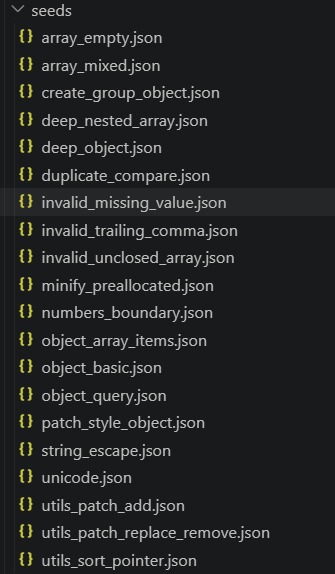 seeds
{} array_empty.json
{} array_mixed.json
{} create_group_object.json
{} deep_nested_array.json
{} deep_object.json
{} duplicate_compare.json
{} invalid_missing_value.json
{} invalid_trailing_comma.json
{} invalid_unclosed_array.json
{} minify_preallocated.json
{} numbers_boundary.json
{} object_array_items.json
{} object_basic.json
{} object_query.json
{} patch_style_object.json
{} string_escape.json
{} unicode.json
{} utils_patch_add.json
{} utils_patch_replace_remove.json
{} utils_sort_pointer.json